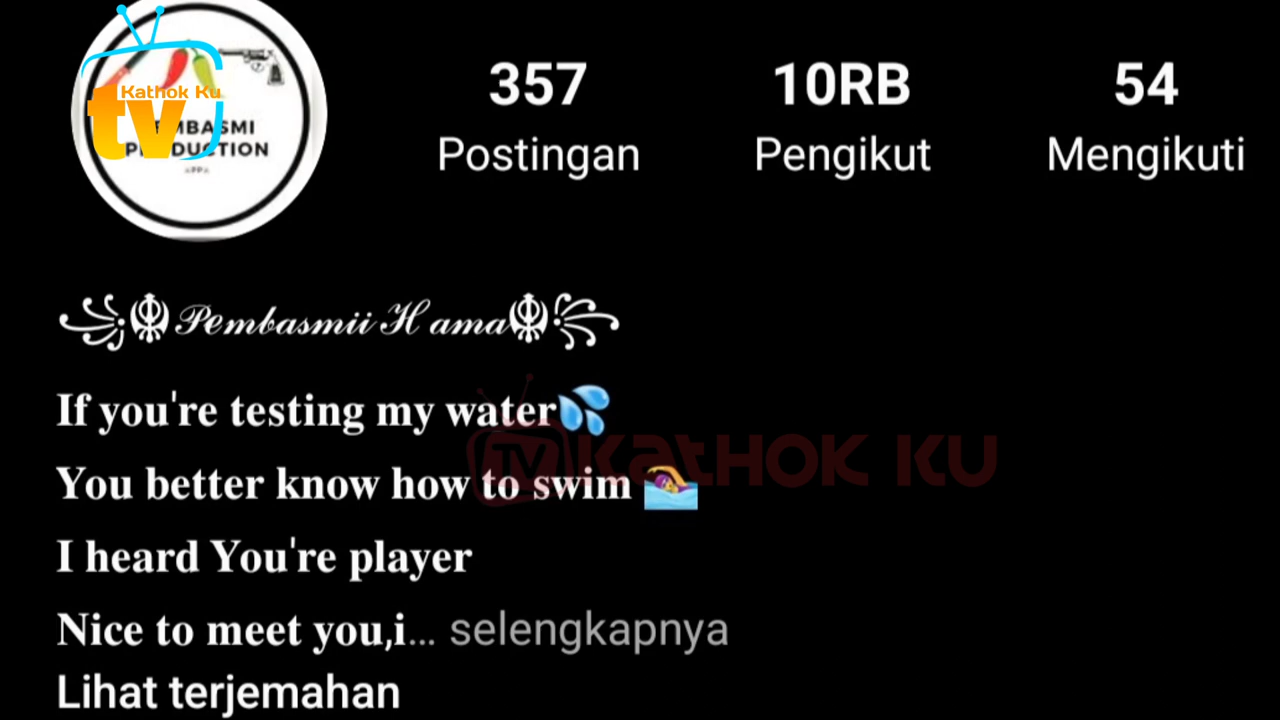 Kathok Ku
tv
PRODUCTION
357 10RB 54
Postingan Pengikut Mengikuti
꧁☬𝒫𝑒𝓂𝒷𝒶𝓈𝓂𝒾𝒾 𝐻𝒶𝓂𝒶☬꧂
If you're testing my water💦
You better know how to swim 🏊‍♀️
TV KATHOK KU
I heard You're player
Nice to meet you,i… selengkapnya
Lihat terjemahan